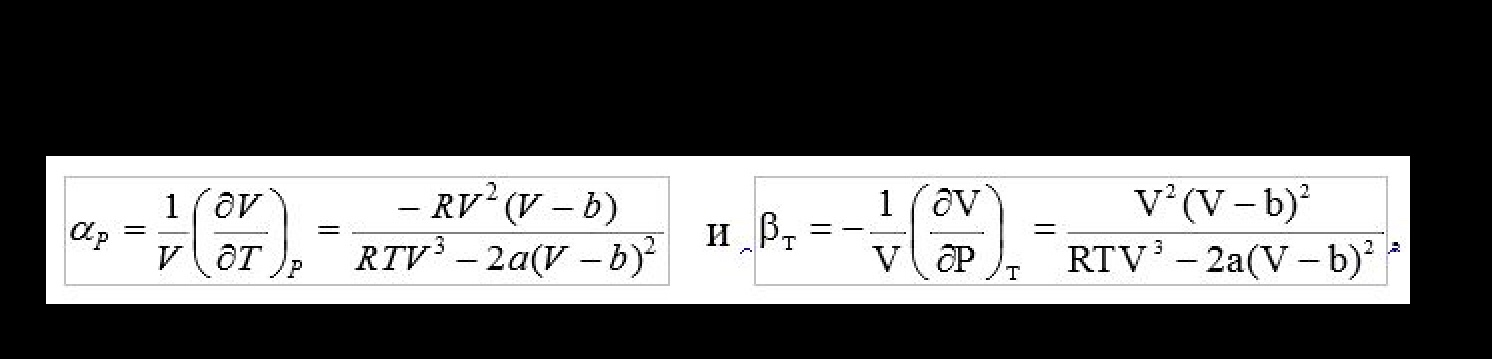 α_P = 1/V (∂V/∂T)_P = − RV²(V − b) / RTV³ − 2a(V − b)² и β_T = − 1/V (∂V/∂P)_T = V²(V − b)² / RTV³ − 2a(V − b)² ,